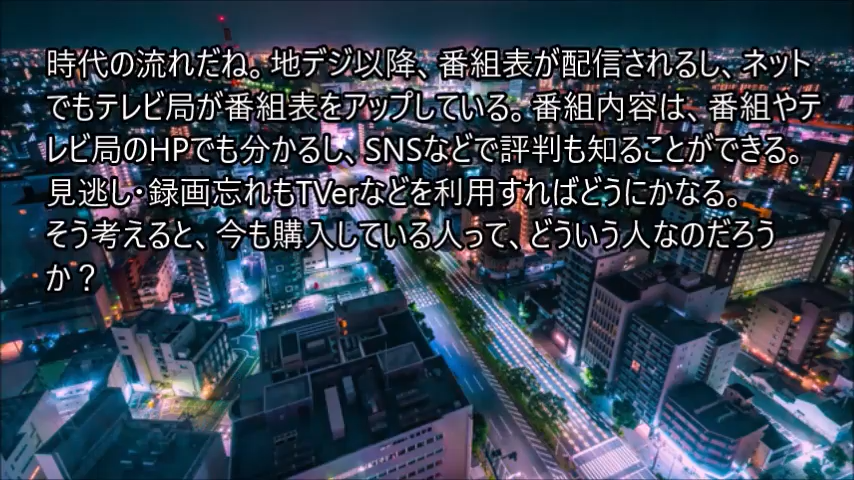 時代の流れだね。地デジ以降、番組表が配信されるし、ネット
でもテレビ局が番組表をアップしている。番組内容は、番組やテ
レビ局のHPでも分かるし、SNSなどで評判も知ることができる。
見逃し・録画忘れもTVerなどを利用すればどうにかなる。
そう考えると、今も購入している人って、どういう人なのだろう
か？